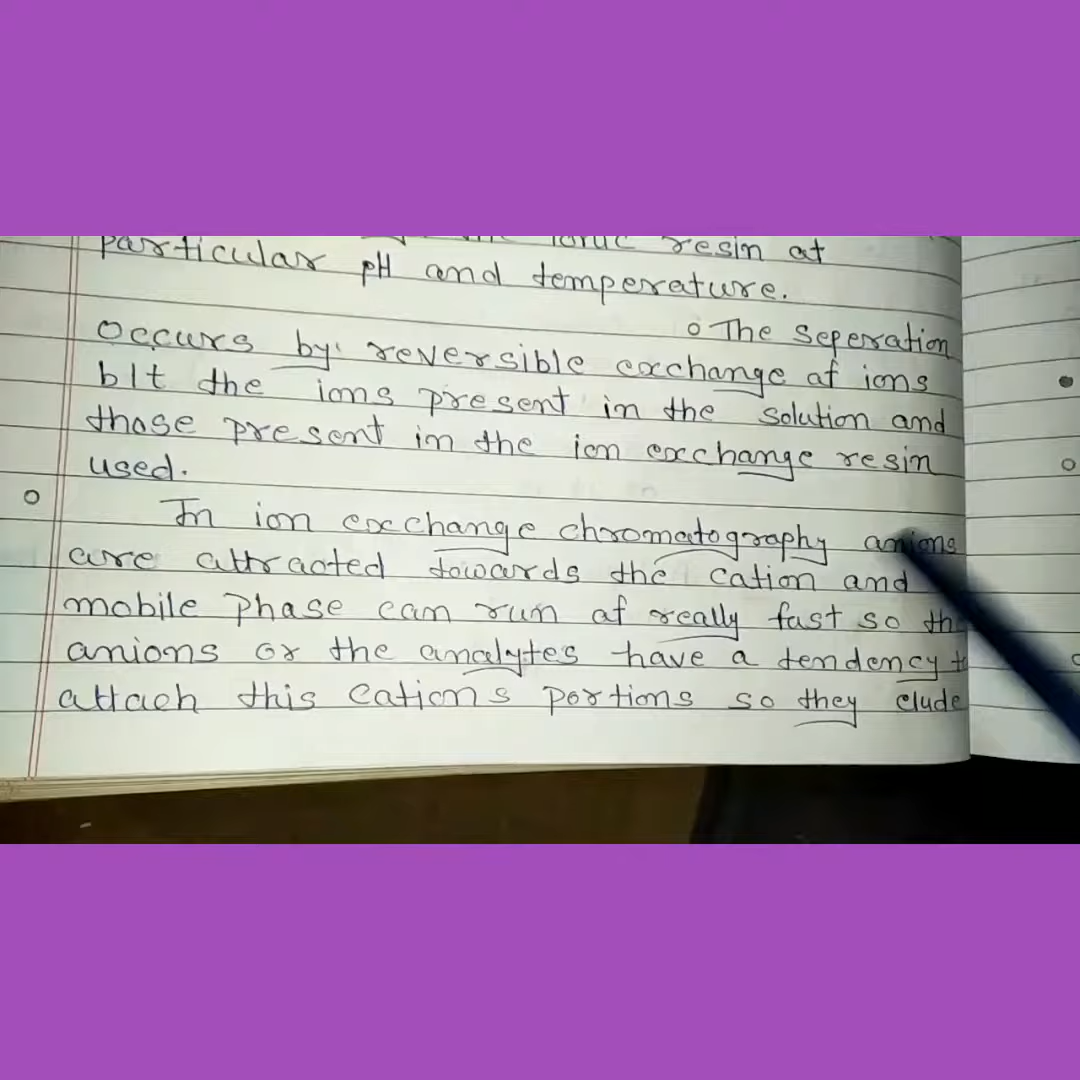 resin at
particular pH and temperature.
o The seperation
occurs by reversible exchange of ions
b/t the ions present in the solution and
those present in the ion exchange resin
used.
In ion exchange chromatography anions
are attracted towards the cation and
mobile phase can run at really fast so the
anions or the analytes have a tendency to
attach this cations portions so they elude